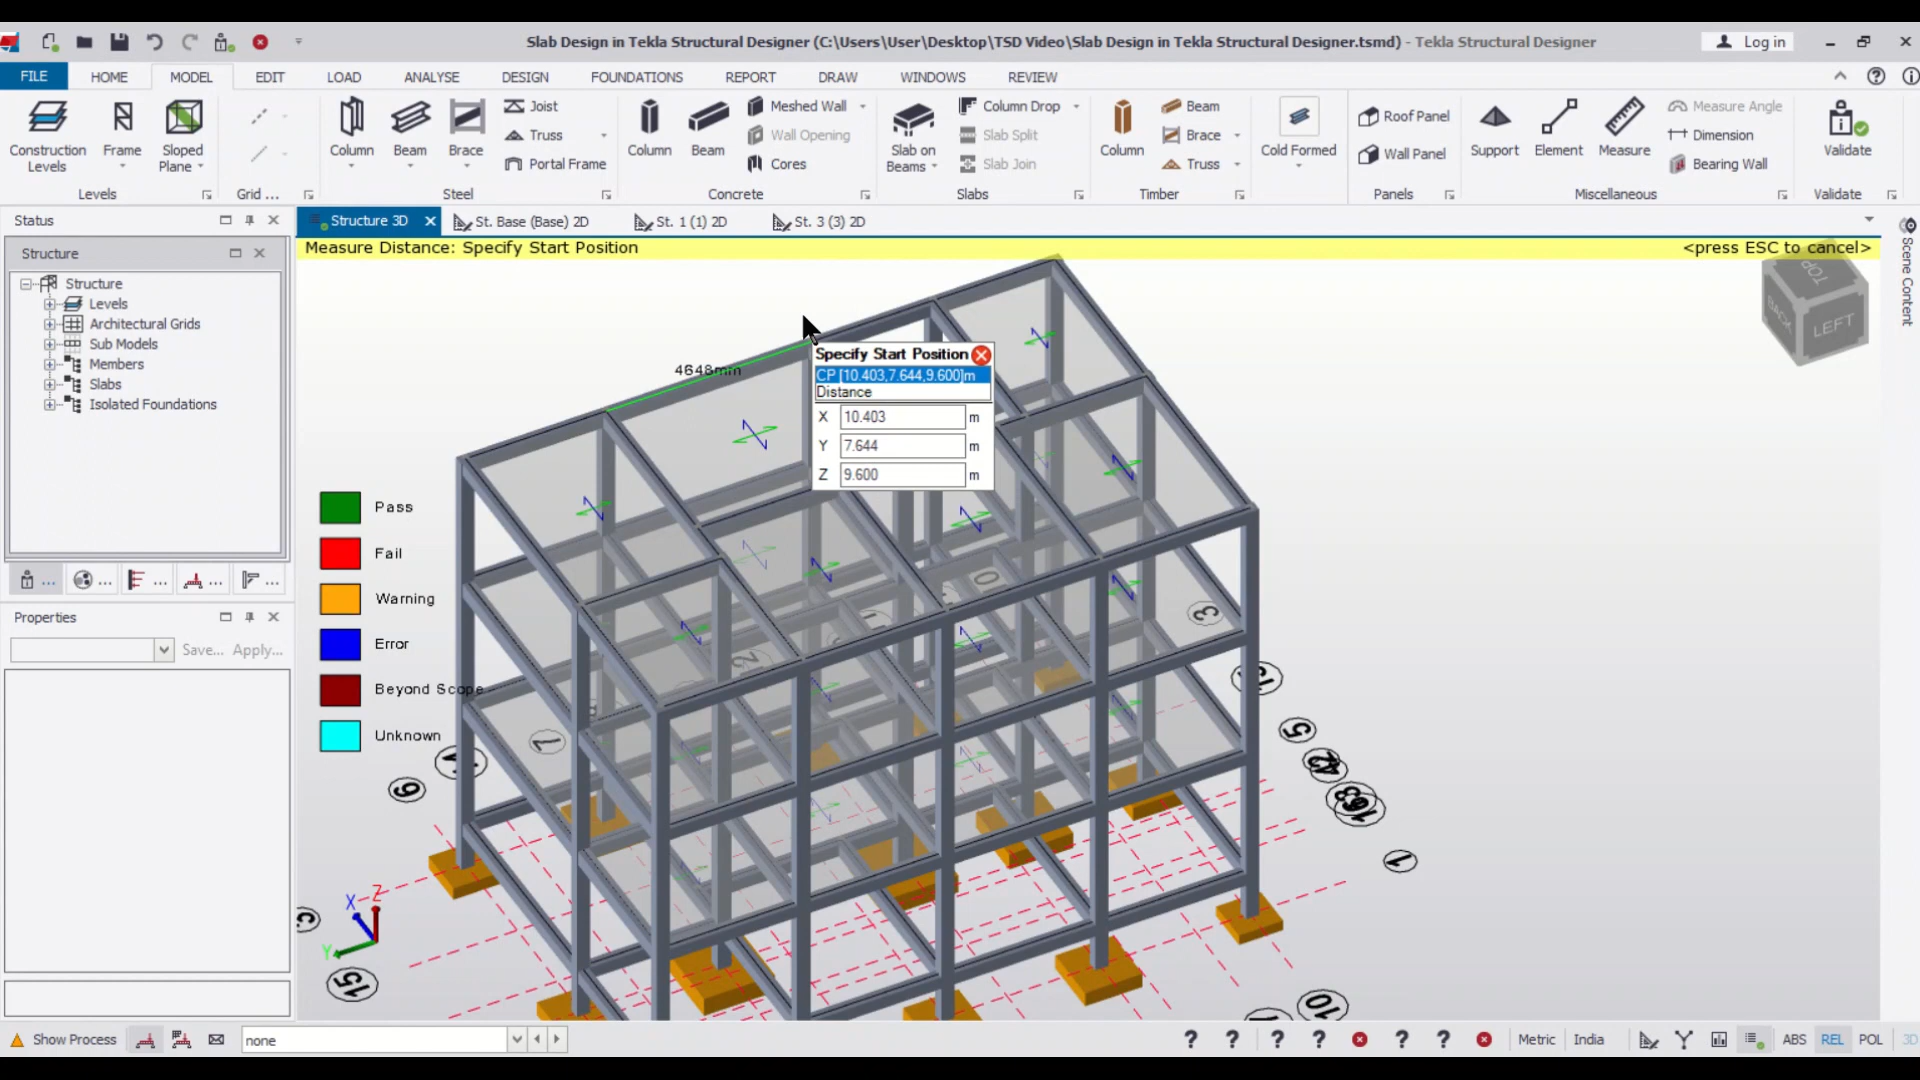 Slab Design in Tekla Structural Designer (C:\Users\User\Desktop\TSD Video\Slab Design in Tekla Structural Designer.tsmd) - Tekla Structural Designer
Log in
FILE HOME MODEL EDIT LOAD ANALYSE DESIGN FOUNDATIONS REPORT DRAW WINDOWS REVIEW
Construction Levels
Frame
Sloped Plane
Levels
Grid ...
Column
Beam
Brace
Joist
Truss
Portal Frame
Steel
Column
Beam
Meshed Wall
Wall Opening
Cores
Concrete
Slab on Beams
Column Drop
Slab Split
Slab Join
Slabs
Column
Beam
Brace
Truss
Timber
Cold Formed
Roof Panel
Wall Panel
Panels
Support
Element
Measure
Measure Angle
Dimension
Bearing Wall
Miscellaneous
Validate
Validate
Status
Structure 3D
St. Base (Base) 2D
St. 1 (1) 2D
St. 3 (3) 2D
Measure Distance: Specify Start Position
<press ESC to cancel>
Scene Content
Structure
Structure
Levels
Architectural Grids
Sub Models
Members
Slabs
Isolated Foundations
Properties
Save... Apply...
TOP
BACK
LEFT
4648mm
Specify Start Position
CP [10.403,7.644,9.600]m
Distance
X 10.403 m
Y 7.644 m
Z 9.600 m
Pass
Fail
Warning
Error
Beyond Scope
Unknown
X
Z
Y
Show Process
none
Metric
India
ABS
REL
POL
3D